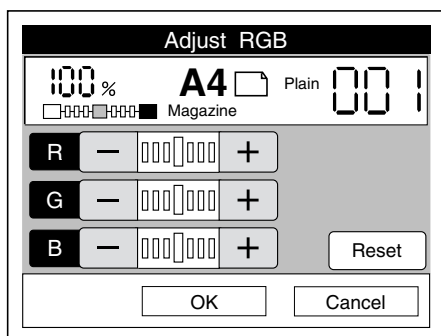 Adjust RGB
100 % A4 Plain 001
Magazine
R − +
G − +
B − +
Reset
OK Cancel